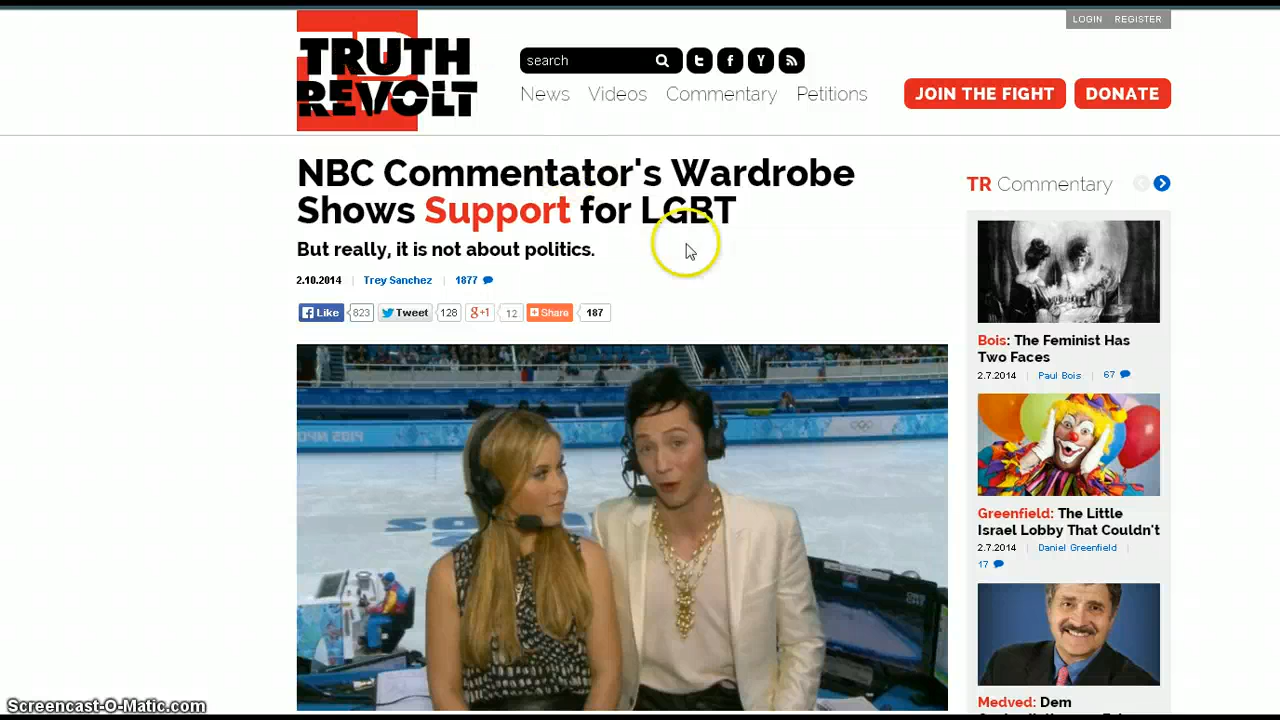 LOGIN REGISTER
TRUTH
REVOLT
search
News Videos Commentary Petitions
JOIN THE FIGHT DONATE
NBC Commentator's Wardrobe
Shows Support for LGBT
But really, it is not about politics.
2.10.2014 Trey Sanchez 1877
Like 823 Tweet 128 g+1 12 Share 187
TR Commentary
Bois: The Feminist Has
Two Faces
2.7.2014 Paul Bois 67
Greenfield: The Little
Israel Lobby That Couldn't
2.7.2014 Daniel Greenfield
17
Medved: Dem
Screencast-O-Matic.com